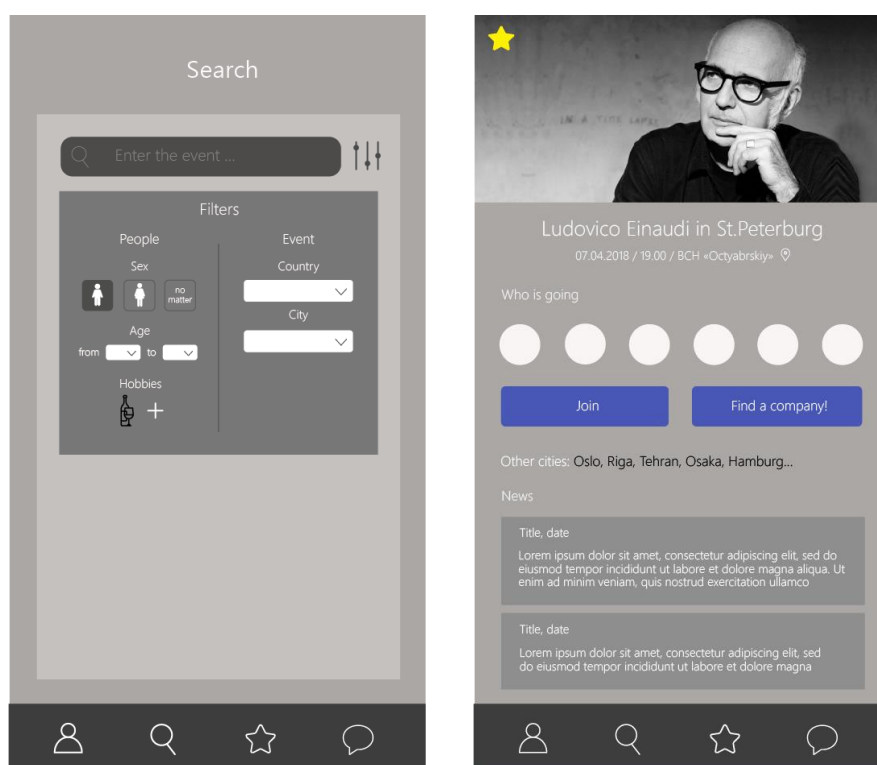 Search
Enter the event ...
Filters
People
Sex
no
matter
Age
from to
Hobbies
Event
Country
City
Ludovico Einaudi in St.Peterburg
07.04.2018 / 19.00 / BCH «Octyabrskiy»
Who is going
Join
Find a company!
Other cities: Oslo, Riga, Tehran, Osaka, Hamburg...
News
Title, date
Lorem ipsum dolor sit amet, consectetur adipiscing elit, sed do
eiusmod tempor incididunt ut labore et dolore magna aliqua. Ut
enim ad minim veniam, quis nostrud exercitation ullamco
Title, date
Lorem ipsum dolor sit amet, consectetur adipiscing elit, sed
do eiusmod tempor incididunt ut labore et dolore magna